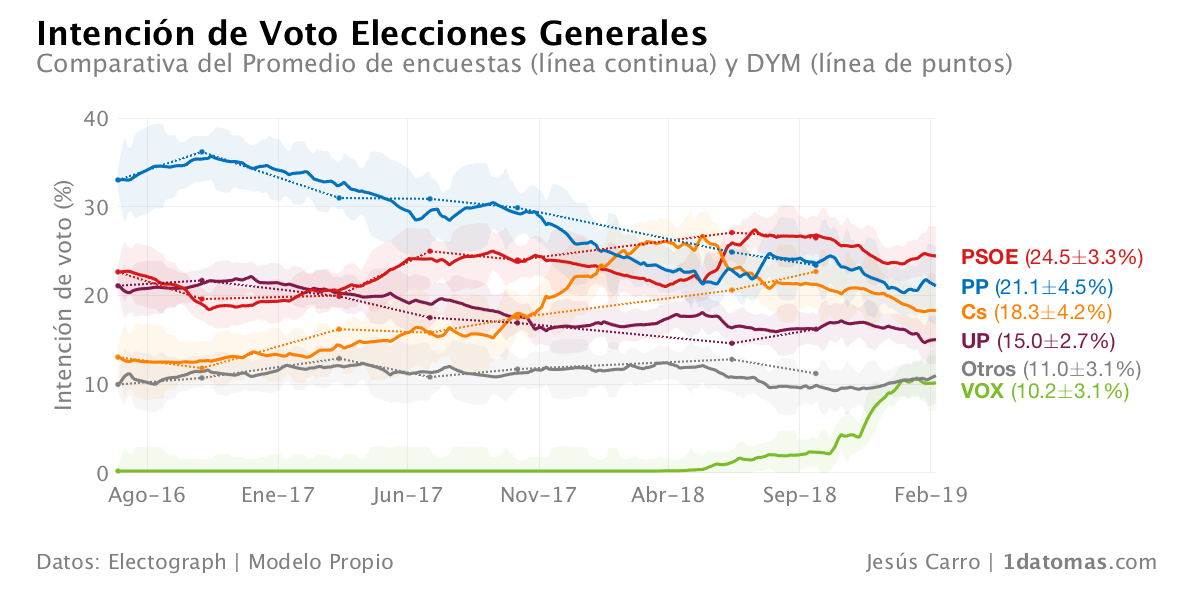 Intención de Voto Elecciones Generales
Comparativa del Promedio de encuestas (línea continua) y DYM (línea de puntos)
Intención de voto (%)
40
30
20
10
0
Ago-16 Ene-17 Jun-17 Nov-17 Abr-18 Sep-18 Feb-19
PSOE (24.5±3.3%)
PP (21.1±4.5%)
Cs (18.3±4.2%)
UP (15.0±2.7%)
Otros (11.0±3.1%)
VOX (10.2±3.1%)
Datos: Electograph | Modelo Propio
Jesús Carro | 1datomas.com